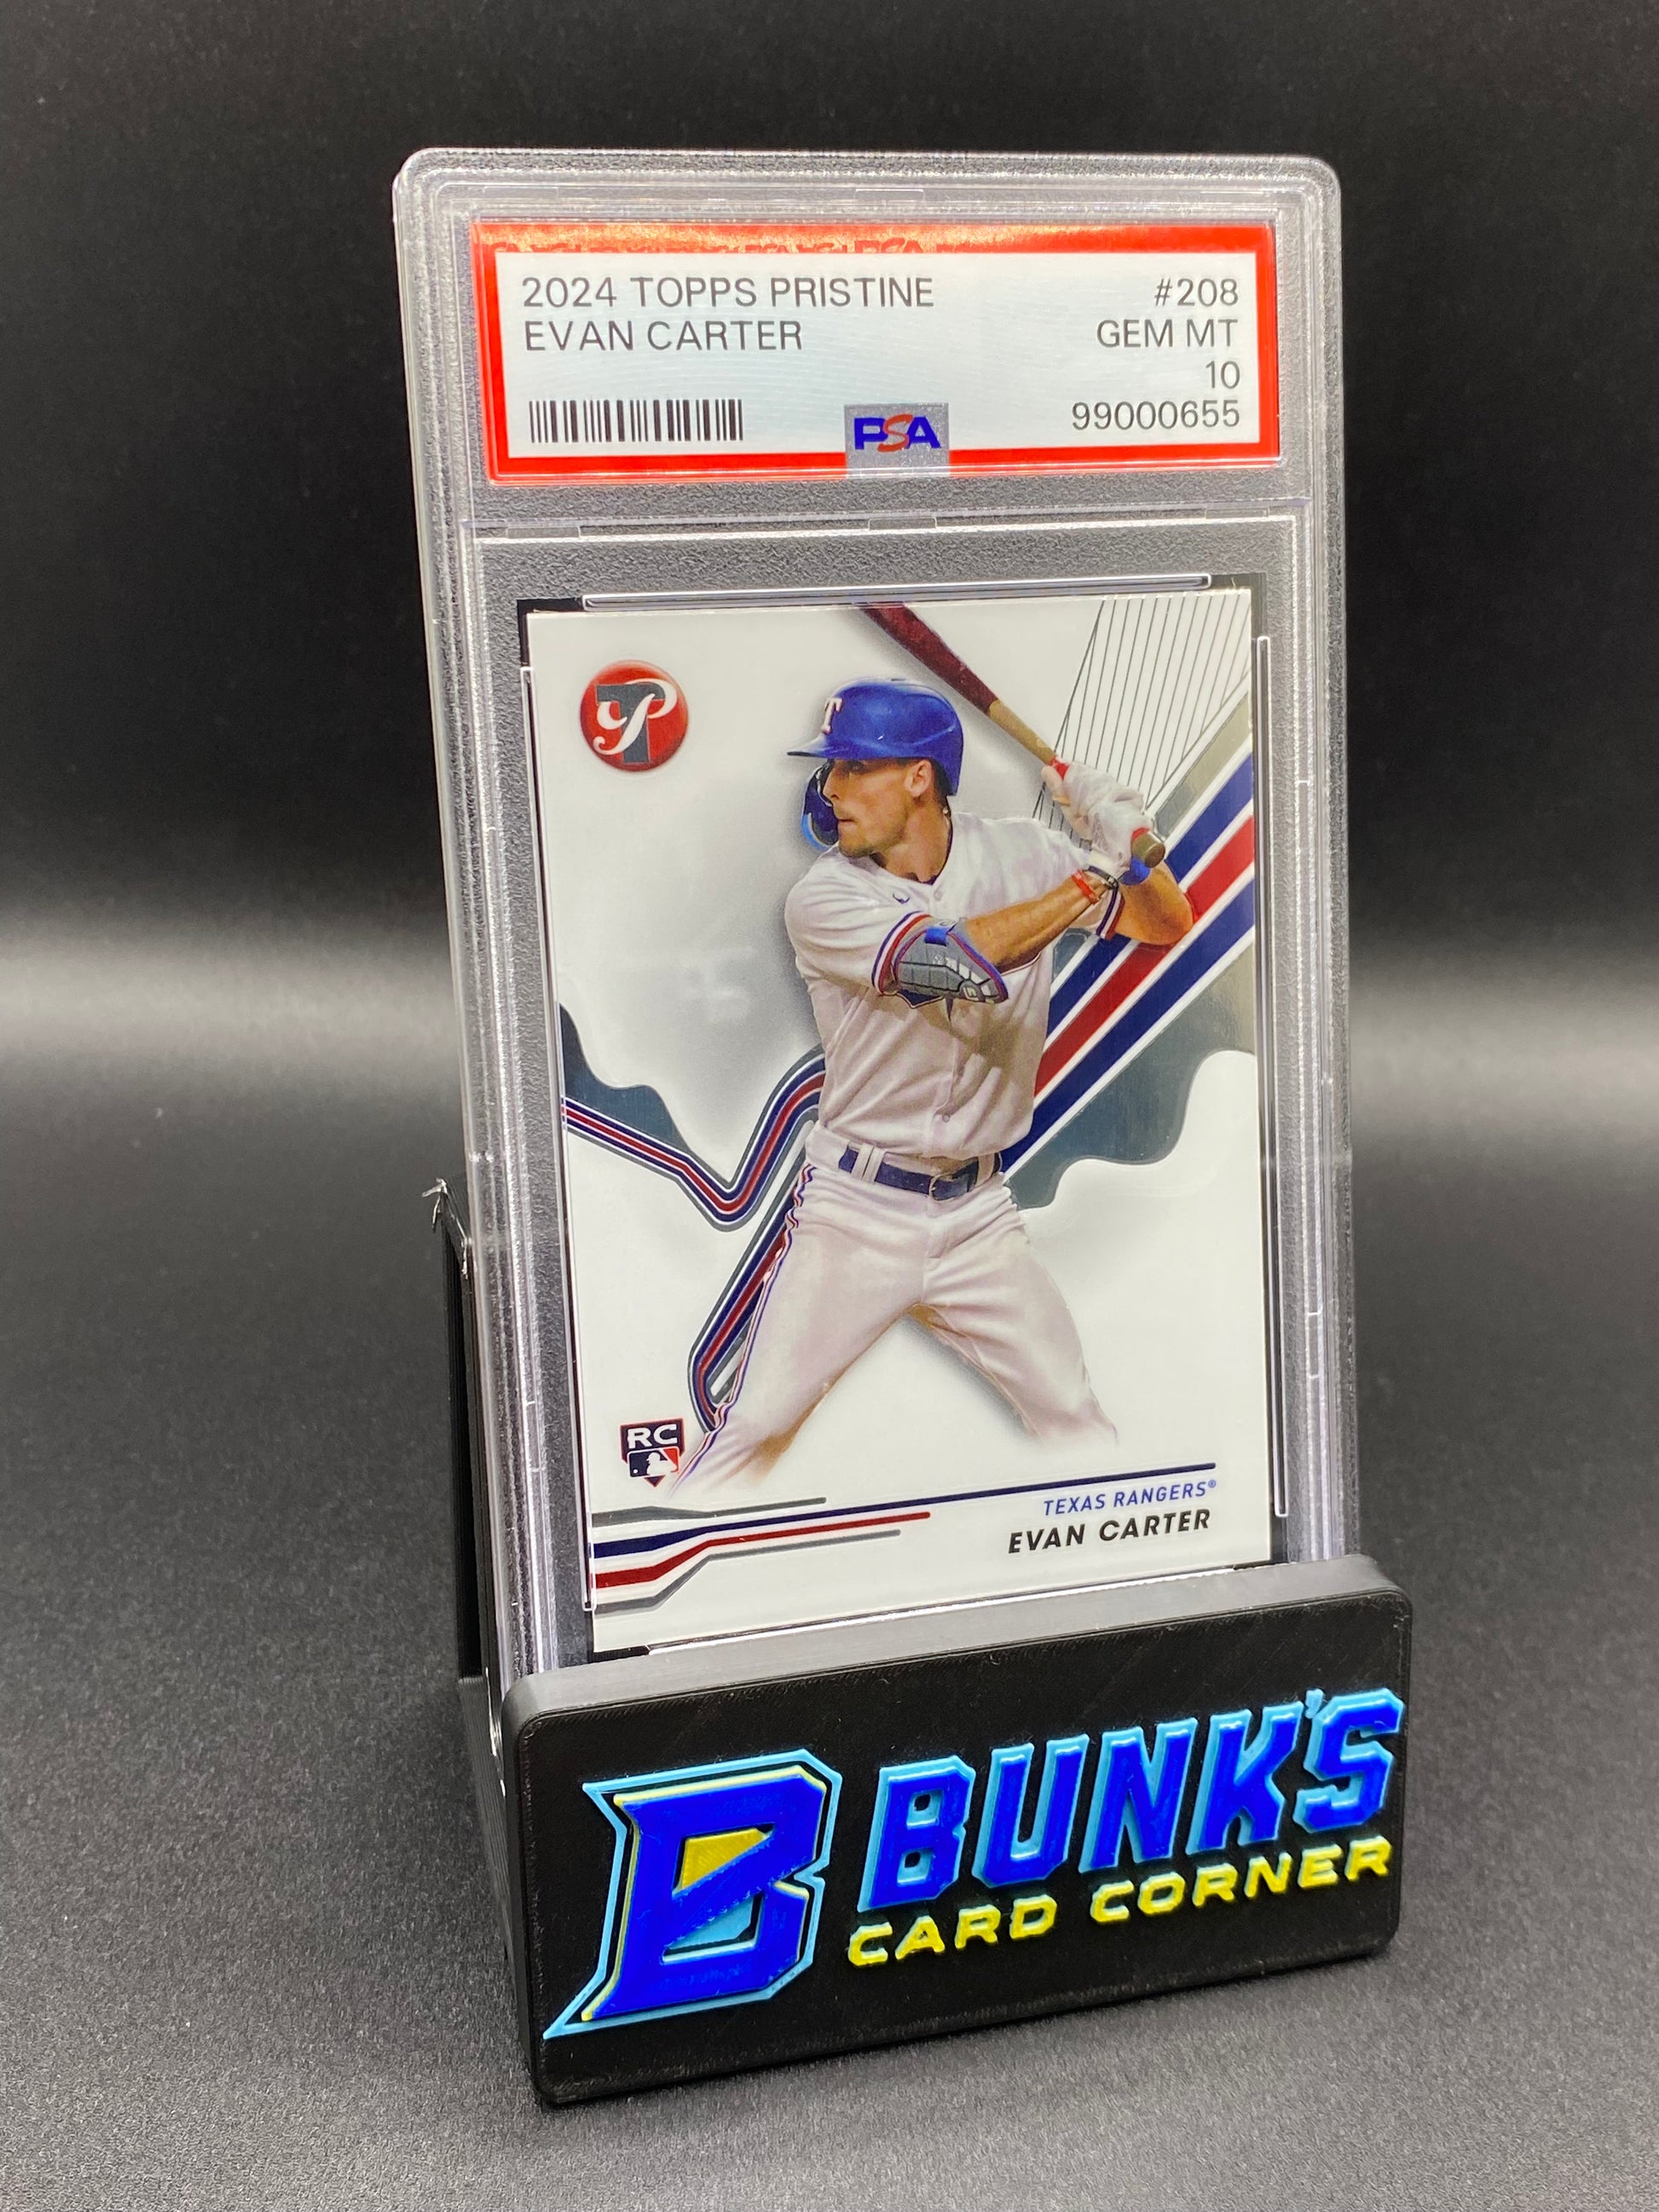 2024 TOPPS PRISTINE #208
EVAN CARTER GEM MT
10
99000655
PSA
P
T
RC
TEXAS RANGERS®
EVAN CARTER
B BUNK'S
CARD CORNER